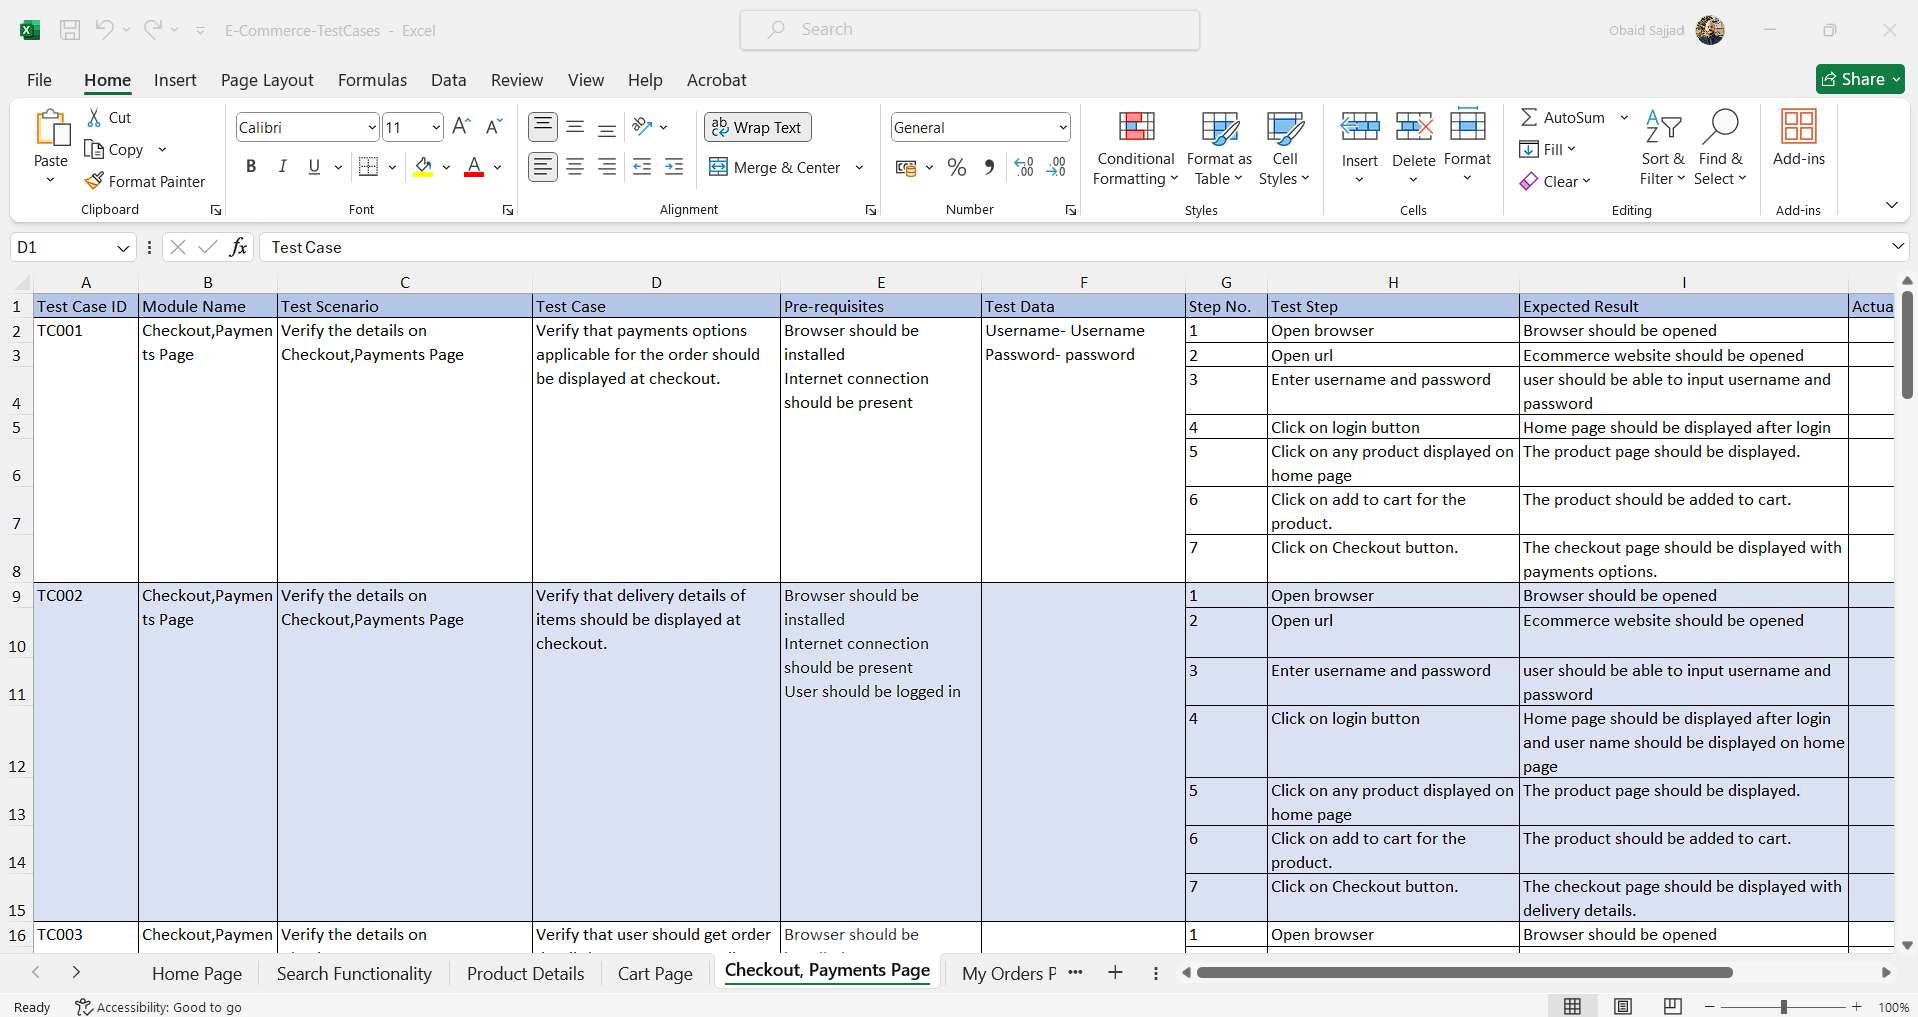 E-Commerce-TestCases - Excel
Search
Obaid Sajjad
File Home Insert Page Layout Formulas Data Review View Help Acrobat
Share
Paste
Cut
Copy
Format Painter
Clipboard
Calibri 11
B I U
Font
Wrap Text
Merge & Center
Alignment
General
Number
Conditional Formatting
Format as Table
Cell Styles
Styles
Insert Delete Format
Cells
AutoSum
Fill
Clear
Sort & Filter
Find & Select
Editing
Add-ins
Add-ins
D1 fx Test Case
A B C D E F G H I
1 Test Case ID Module Name Test Scenario Test Case Pre-requisites Test Data Step No. Test Step Expected Result Actua
2 TC001 Checkout,Paymen Verify the details on Verify that payments options Browser should be Username- Username 1 Open browser Browser should be opened
3 ts Page Checkout,Payments Page applicable for the order should installed Password- password 2 Open url Ecommerce website should be opened
be displayed at checkout. Internet connection 3 Enter username and password user should be able to input username and
4 should be present password
5 4 Click on login button Home page should be displayed after login
5 Click on any product displayed on The product page should be displayed.
6 home page
6 Click on add to cart for the The product should be added to cart.
7 product.
7 Click on Checkout button. The checkout page should be displayed with
8 payments options.
9 TC002 Checkout,Paymen Verify the details on Verify that delivery details of Browser should be 1 Open browser Browser should be opened
ts Page Checkout,Payments Page items should be displayed at installed 2 Open url Ecommerce website should be opened
10 checkout. Internet connection
should be present 3 Enter username and password user should be able to input username and
11 User should be logged in password
4 Click on login button Home page should be displayed after login
and user name should be displayed on home
12 page
5 Click on any product displayed on The product page should be displayed.
13 home page
6 Click on add to cart for the The product should be added to cart.
14 product.
7 Click on Checkout button. The checkout page should be displayed with
15 delivery details.
16 TC003 Checkout,Paymen Verify the details on Verify that user should get order Browser should be 1 Open browser Browser should be opened
Home Page Search Functionality Product Details Cart Page Checkout, Payments Page My Orders P
Ready Accessibility: Good to go 100%